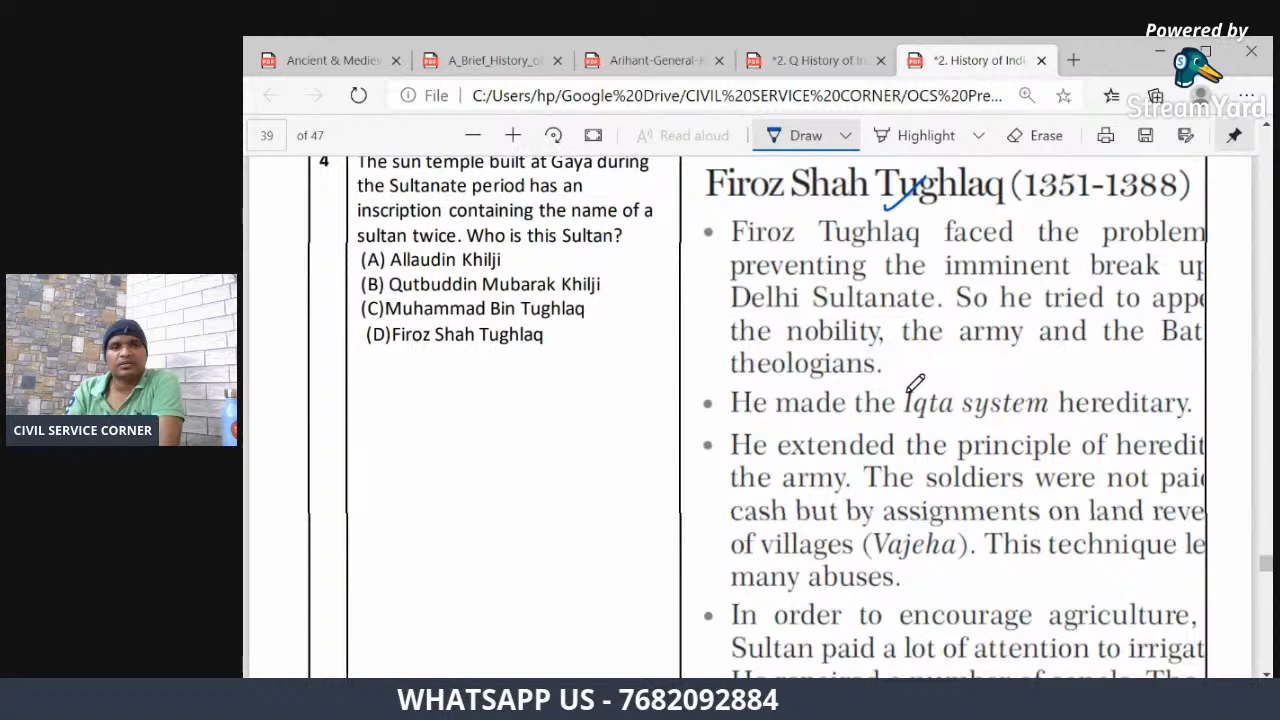 Powered by
StreamYard
Ancient & Mediev
A_Brief_History_o
Arihant-General-K
*2. Q History of In
*2. History of Indi
File
C:/Users/hp/Google%20Drive/CIVIL%20SERVICE%20CORNER/OCS%20Pre...
39 of 47
Read aloud
Draw
Highlight
Erase
4
The sun temple built at Gaya during
the Sultanate period has an
inscription containing the name of a
sultan twice. Who is this Sultan?
(A) Allaudin Khilji
(B) Qutbuddin Mubarak Khilji
(C)Muhammad Bin Tughlaq
(D)Firoz Shah Tughlaq
Firoz Shah Tughlaq (1351-1388)
• Firoz Tughlaq faced the problem
preventing the imminent break up
Delhi Sultanate. So he tried to appe
the nobility, the army and the Bat
theologians.
• He made the Iqta system hereditary.
• He extended the principle of heredit
the army. The soldiers were not paid
cash but by assignments on land reve
of villages (Vajeha). This technique le
many abuses.
• In order to encourage agriculture,
Sultan paid a lot of attention to irrigat
CIVIL SERVICE CORNER
WHATSAPP US - 7682092884